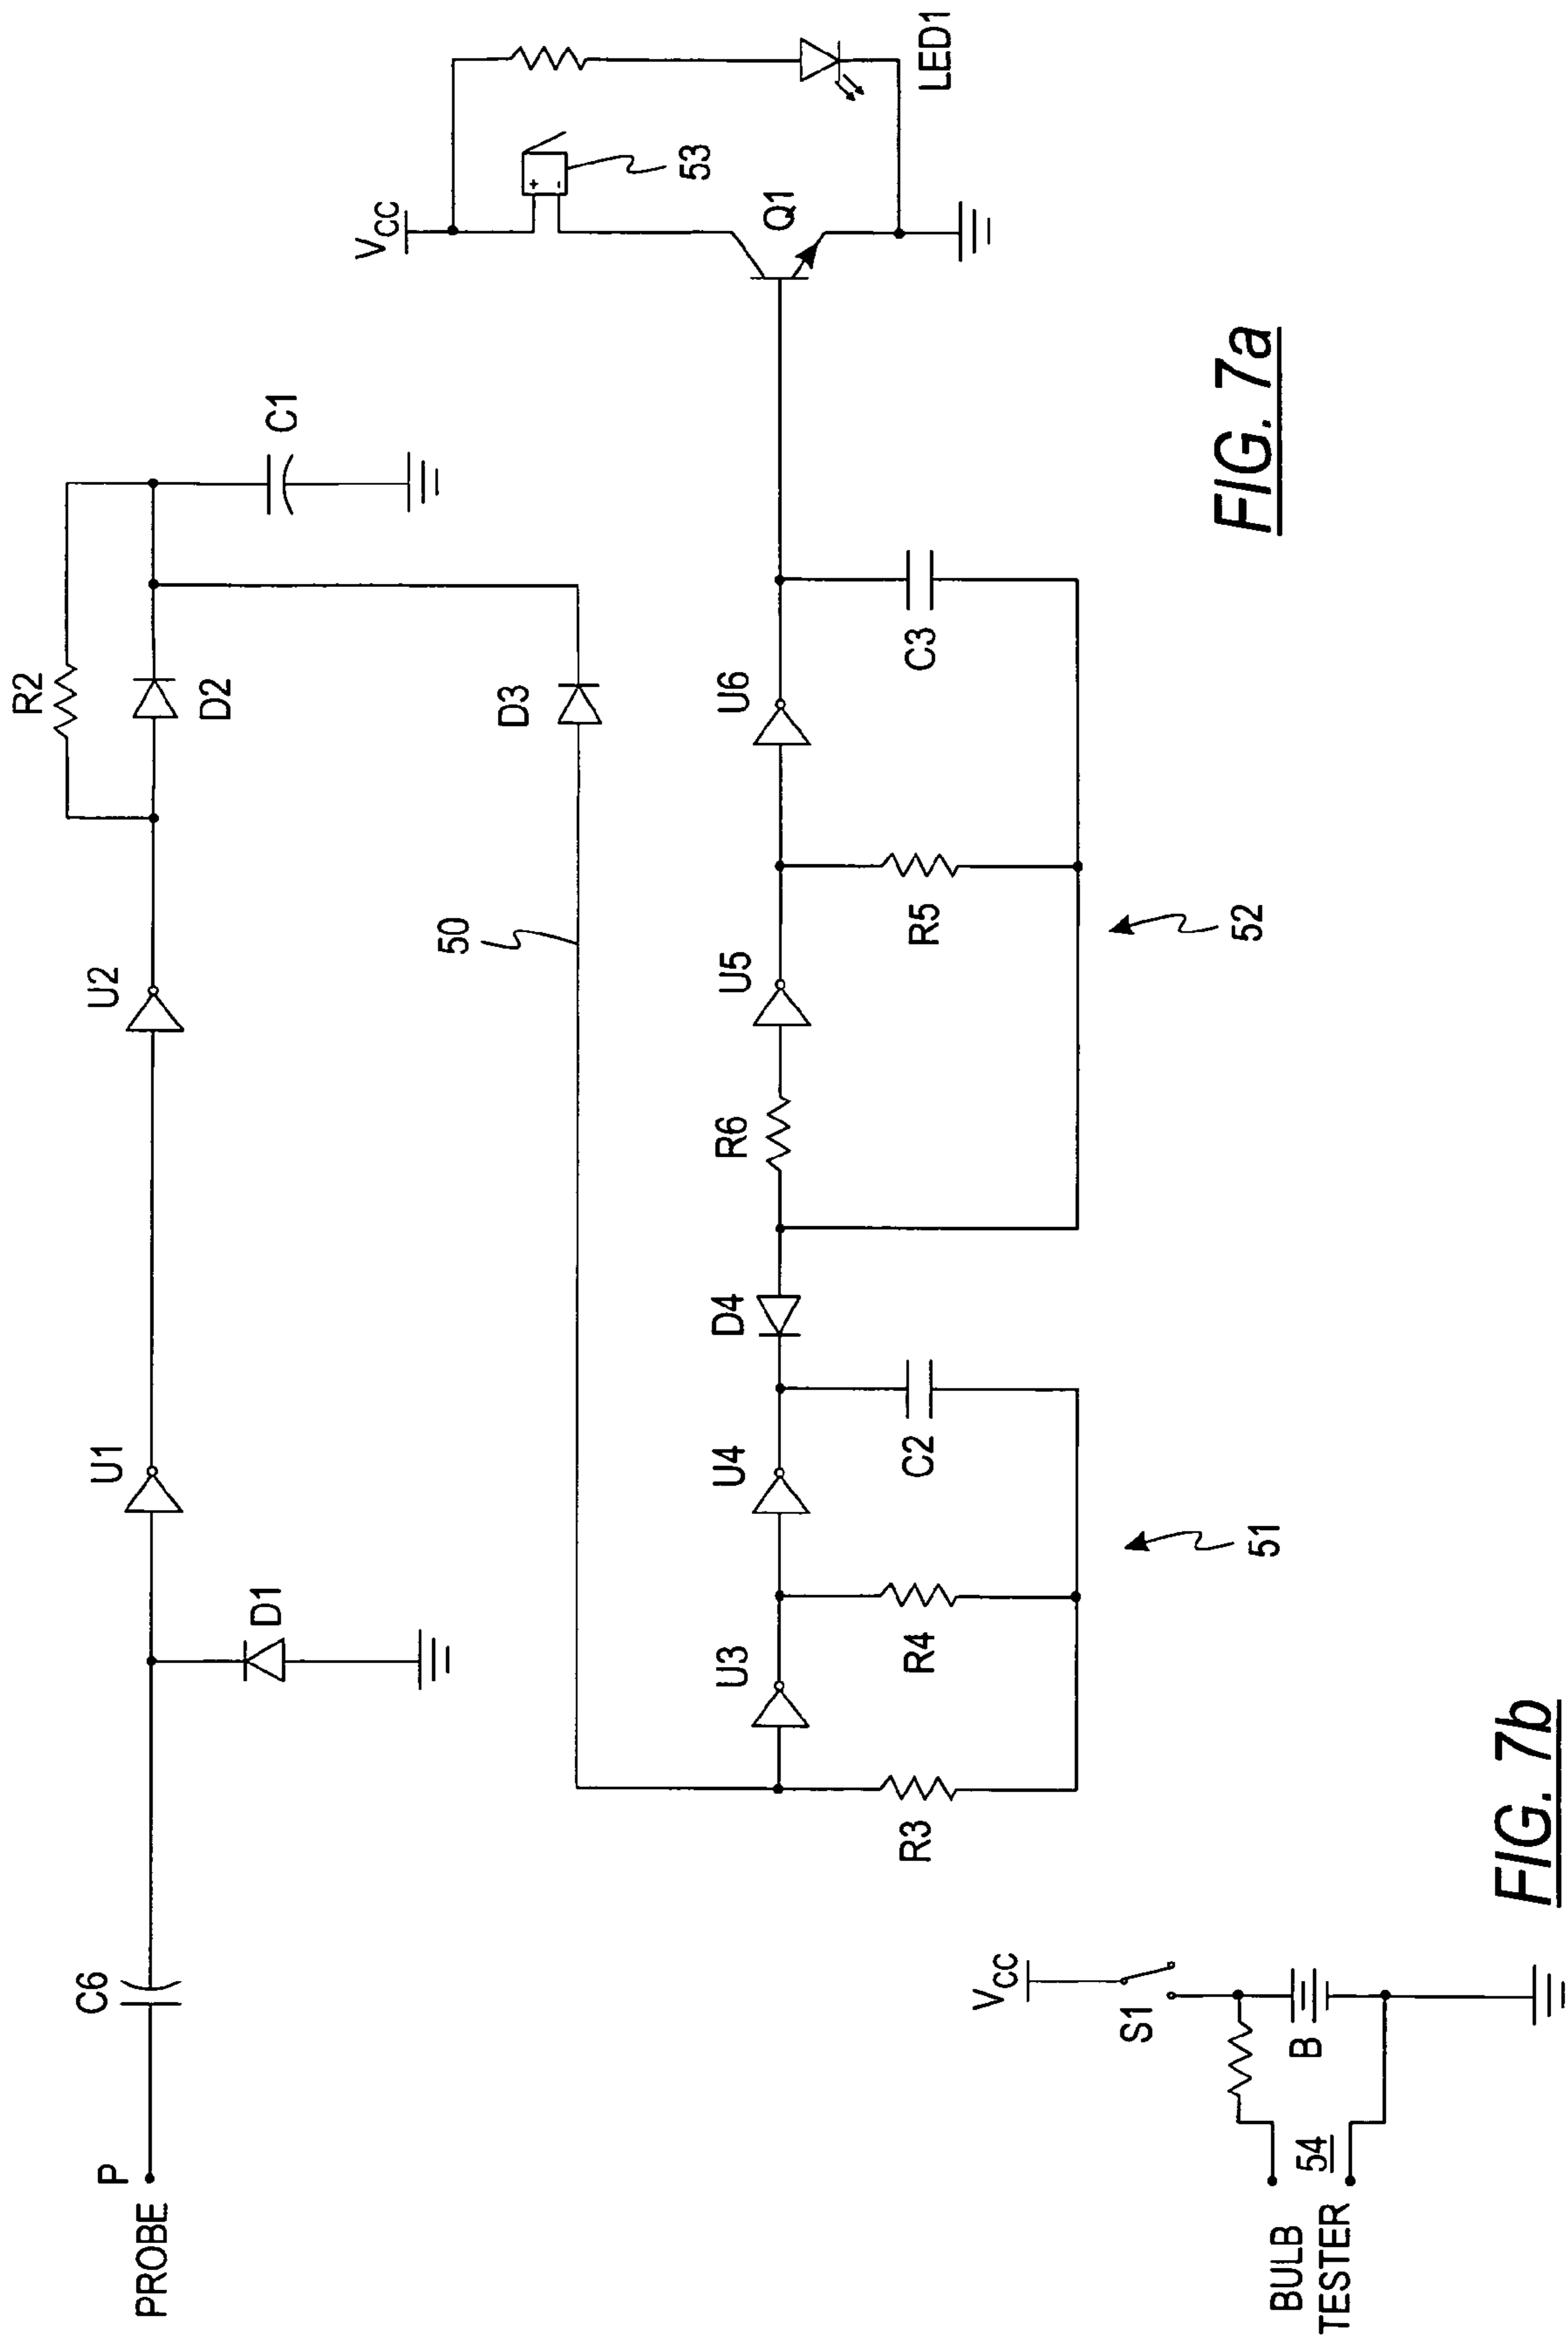 R2
U1
U2
D2
C1
C6
P
PROBE
D1
50
D3
VCC
53
LED1
Q1
U3
U4
D4
R6
U5
U6
R3
R4
C2
R5
C3
51
52
FIG. 7a
VCC
S1
B
54
BULB
TESTER
+
-
FIG. 7b